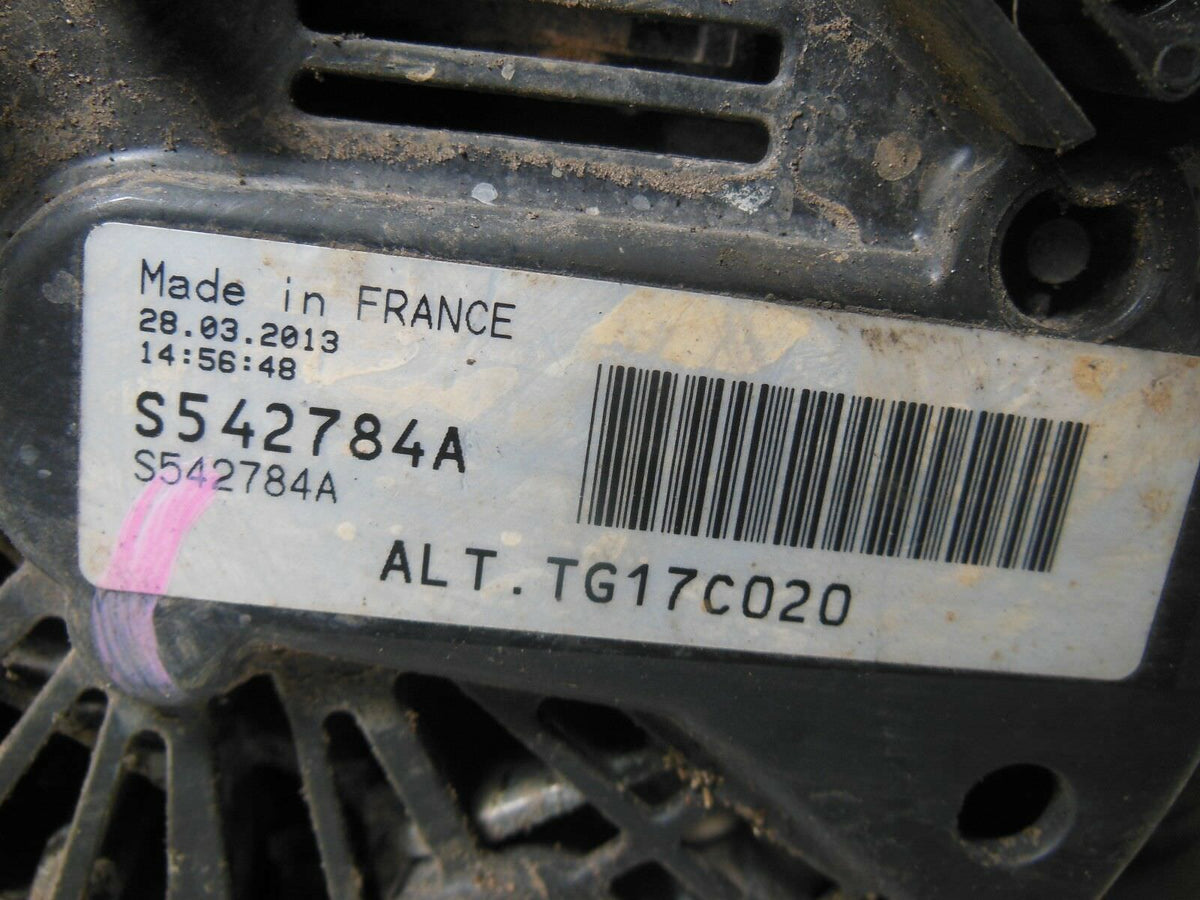 Made in FRANCE
28.03.2013
14:56:48
S542784A
S542784A
ALT.TG17C020